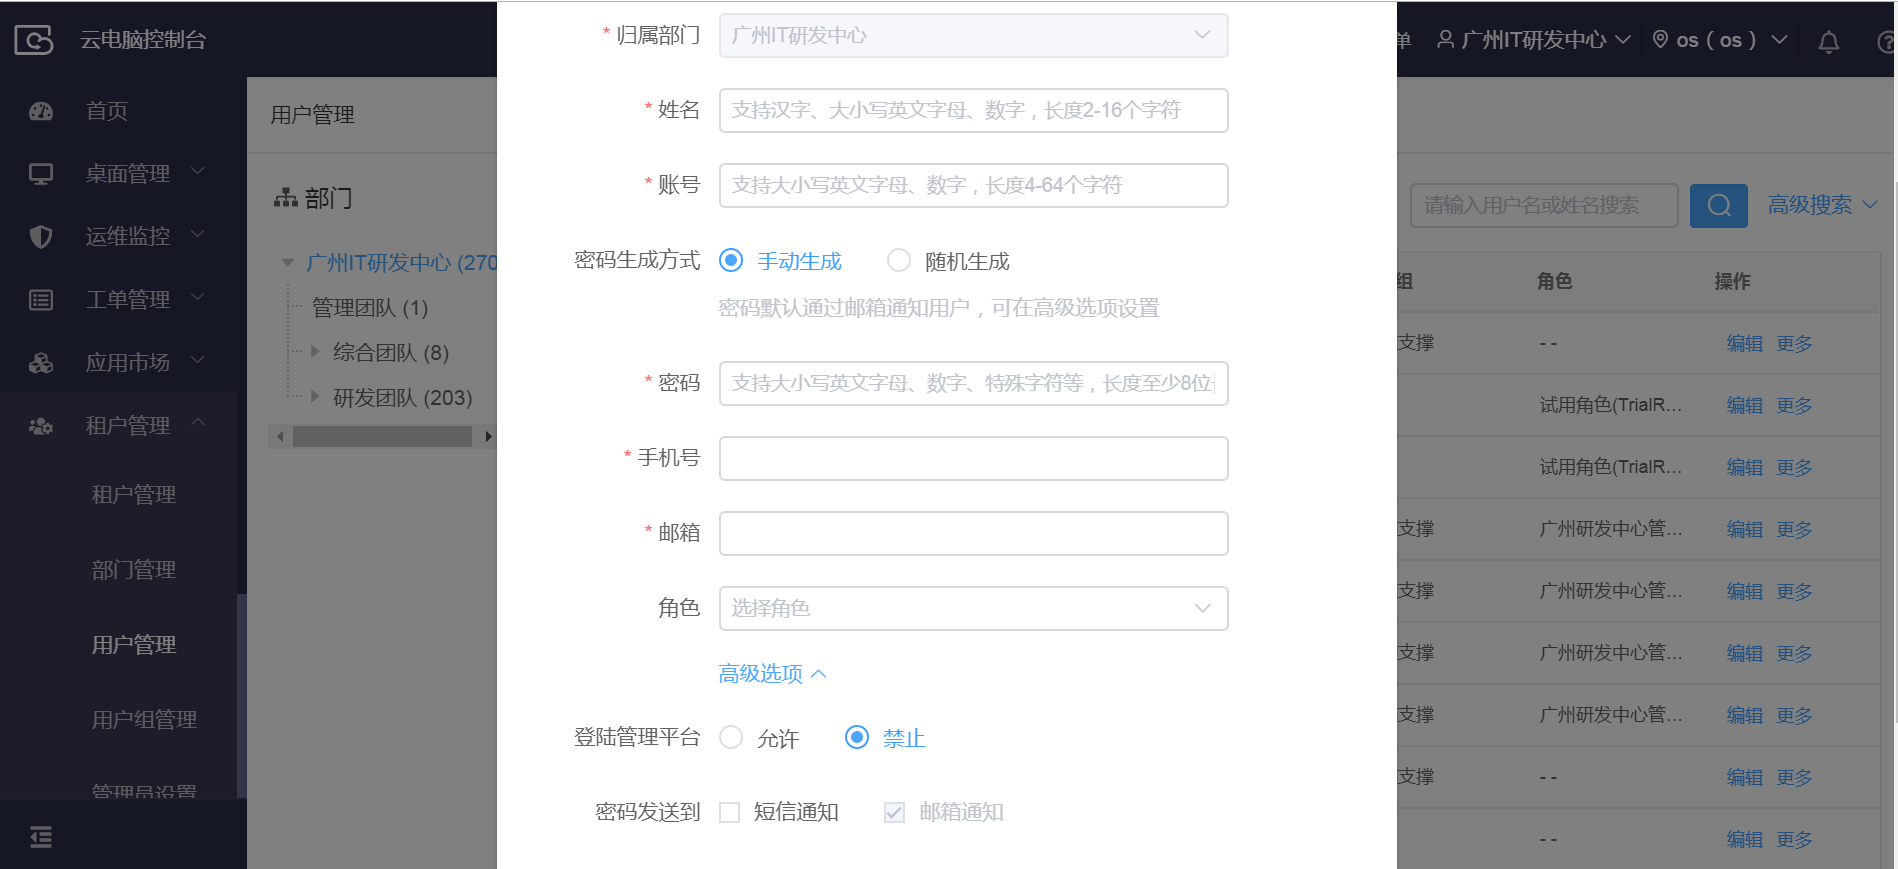 云电脑控制台
单
广州IT研发中心
os（os）
首页
桌面管理
运维监控
工单管理
应用市场
租户管理
租户管理
部门管理
用户管理
用户组管理
管理员设置
用户管理
部门
广州IT研发中心 (270
管理团队 (1)
综合团队 (8)
研发团队 (203)
* 归属部门 广州IT研发中心
* 姓名 支持汉字、大小写英文字母、数字，长度2-16个字符
* 账号 支持大小写英文字母、数字，长度4-64个字符
密码生成方式 手动生成 随机生成
密码默认通过邮箱通知用户，可在高级选项设置
* 密码 支持大小写英文字母、数字、特殊字符等，长度至少8位
* 手机号
* 邮箱
角色 选择角色
高级选项
登陆管理平台 允许 禁止
密码发送到 短信通知 邮箱通知
请输入用户名或姓名搜索
高级搜索
组 角色 操作
支撑 - - 编辑 更多
试用角色(TrialR... 编辑 更多
试用角色(TrialR... 编辑 更多
支撑 广州研发中心管... 编辑 更多
支撑 广州研发中心管... 编辑 更多
支撑 广州研发中心管... 编辑 更多
支撑 广州研发中心管... 编辑 更多
支撑 - - 编辑 更多
- - 编辑 更多